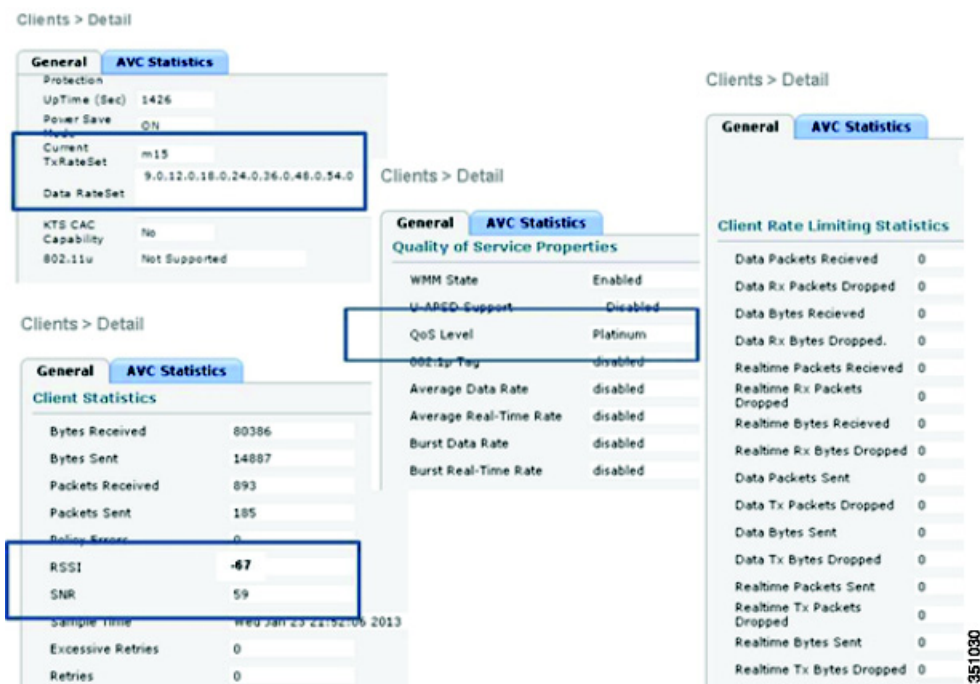 Clients > Detail
General AVC Statistics
Protection
UpTime (Sec) 1426
Power Save ON
Current TxRateSet m15
9.0,12.0,18.0,24.0,36.0,48.0,54.0
Data RateSet
KTS CAC Capability No
802.11u Not Supported
Clients > Detail
General AVC Statistics
Client Statistics
Bytes Received 80386
Bytes Sent 14887
Packets Received 893
Packets Sent 185
Policy Errors 0
RSSI -67
SNR 59
Sample Time Wed Jan 23 21:52:06 2013
Excessive Retries 0
Retries 0
Clients > Detail
General AVC Statistics
Quality of Service Properties
WMM State Enabled
U-APSD Support Disabled
QoS Level Platinum
802.1p Tag disabled
Average Data Rate disabled
Average Real-Time Rate disabled
Burst Data Rate disabled
Burst Real-Time Rate disabled
Clients > Detail
General AVC Statistics
Client Rate Limiting Statistics
Data Packets Recieved 0
Data Rx Packets Dropped 0
Data Bytes Recieved 0
Data Rx Bytes Dropped. 0
Realtime Packets Recieved 0
Realtime Rx Packets Dropped 0
Realtime Bytes Recieved 0
Realtime Rx Bytes Dropped 0
Data Packets Sent 0
Data Tx Packets Dropped 0
Data Bytes Sent 0
Data Tx Bytes Dropped 0
Realtime Packets Sent 0
Realtime Tx Packets Dropped 0
Realtime Bytes Sent 0
Realtime Tx Bytes Dropped 0
351030